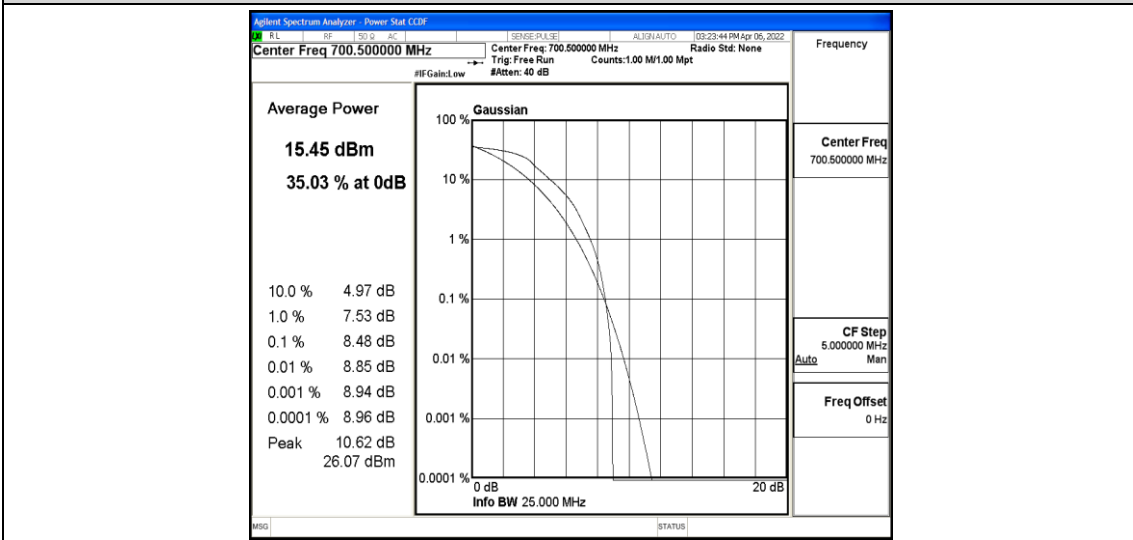 Agilent Spectrum Analyzer - Power Stat CCDF
LXI RL RF 50 Ω AC SENSE:PULSE ALIGN AUTO 03:23:44 PM Apr 06, 2022
Center Freq 700.500000 MHz
Center Freq: 700.500000 MHz Radio Std: None
Trig: Free Run Counts:1.00 M/1.00 Mpt
#IFGain:Low #Atten: 40 dB
Frequency
Average Power
15.45 dBm
35.03 % at 0dB
10.0 % 4.97 dB
1.0 % 7.53 dB
0.1 % 8.48 dB
0.01 % 8.85 dB
0.001 % 8.94 dB
0.0001 % 8.96 dB
Peak 10.62 dB
26.07 dBm
Gaussian
100 %
10 %
1 %
0.1 %
0.01 %
0.001 %
0.0001 %
0 dB 20 dB
Info BW 25.000 MHz
Center Freq
700.500000 MHz
CF Step
5.000000 MHz
Auto Man
Freq Offset
0 Hz
MSG STATUS